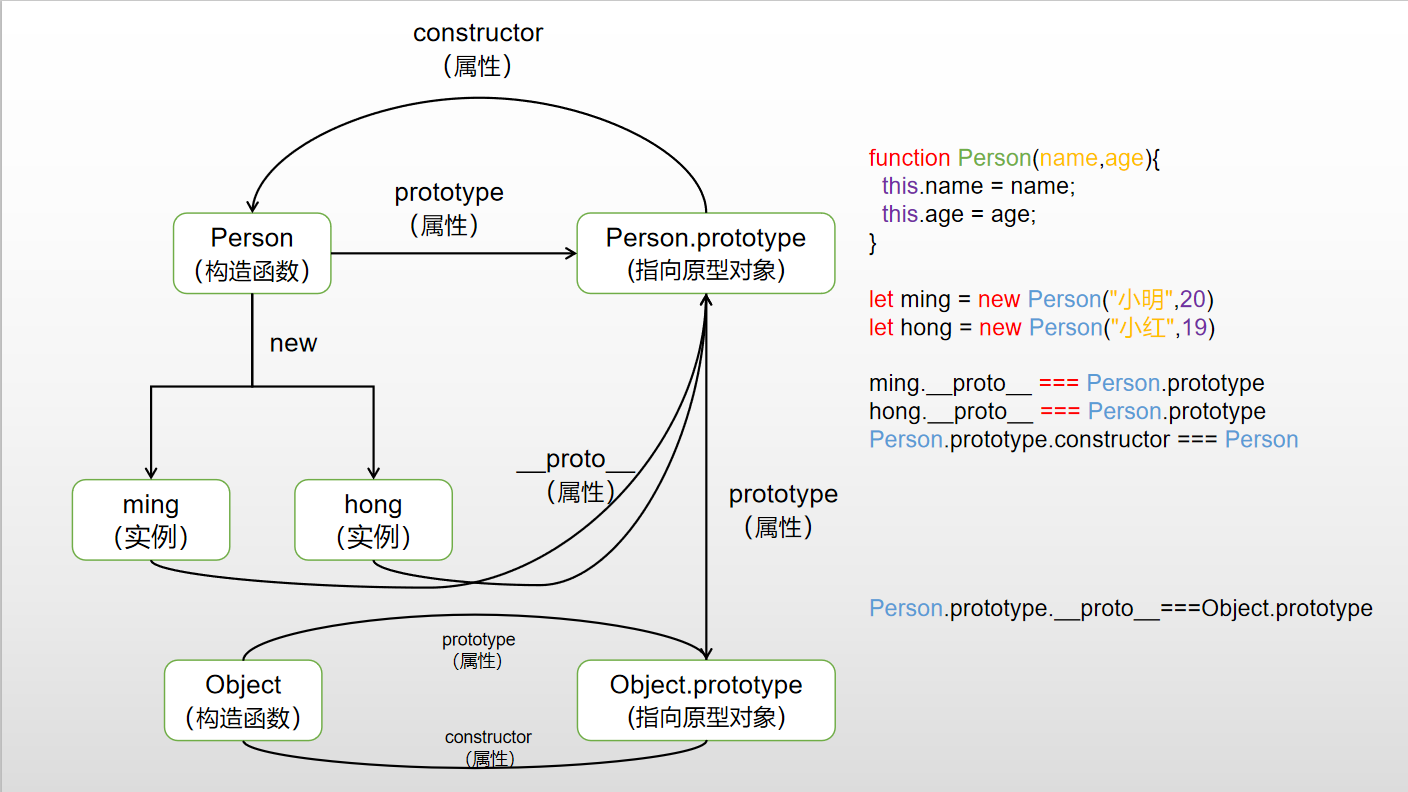 constructor
（属性）
prototype
（属性）
Person
（构造函数）
Person.prototype
(指向原型对象)
new
ming
（实例）
hong
（实例）
__proto__
（属性）
prototype
（属性）
prototype
（属性）
Object
（构造函数）
Object.prototype
(指向原型对象)
constructor
（属性）
function Person(name,age){
this.name = name;
this.age = age;
}
let ming = new Person("小明",20)
let hong = new Person("小红",19)
ming.__proto__ === Person.prototype
hong.__proto__ === Person.prototype
Person.prototype.constructor === Person
Person.prototype.__proto__===Object.prototype